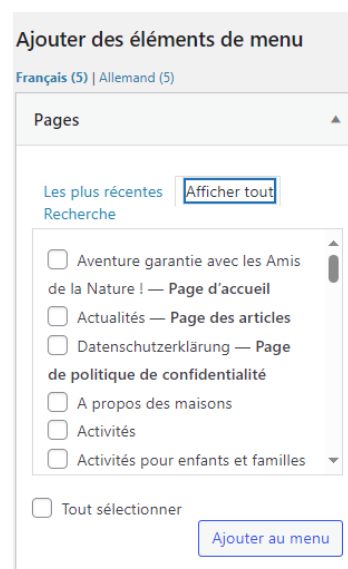 Ajouter des éléments de menu
Français (5) | Allemand (5)
Pages
Les plus récentes Afficher tout
Recherche
Aventure garantie avec les Amis
de la Nature ! — Page d’accueil
Actualités — Page des articles
Datenschutzerklärung — Page
de politique de confidentialité
A propos des maisons
Activités
Activités pour enfants et familles
Tout sélectionner
Ajouter au menu